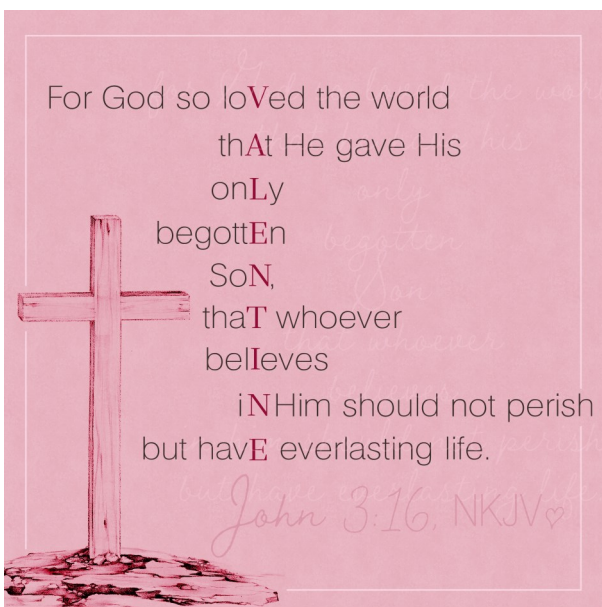 For God so loVed the world
thAt He gave His
onLy
begottEn
SoN,
thaT whoever
belIeves
iN Him should not perish
but havE everlasting life.
John 3:16, NKJV♡